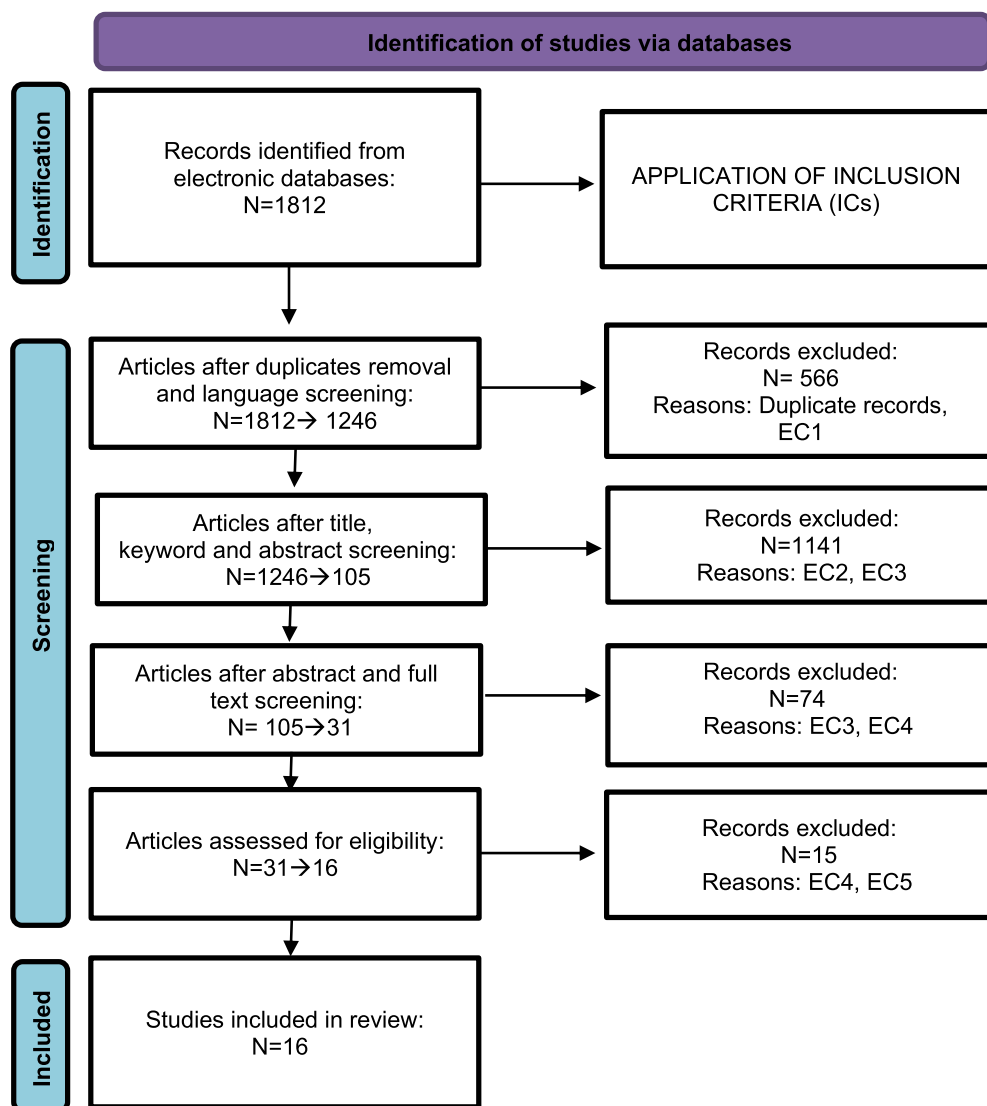 Identification of studies via databases
Identification
Records identified from
electronic databases:
N=1812
APPLICATION OF INCLUSION
CRITERIA (ICs)
Screening
Articles after duplicates removal
and language screening:
N=1812→ 1246
Records excluded:
N= 566
Reasons: Duplicate records,
EC1
Articles after title,
keyword and abstract screening:
N=1246→105
Records excluded:
N=1141
Reasons: EC2, EC3
Articles after abstract and full
text screening:
N= 105→31
Records excluded:
N=74
Reasons: EC3, EC4
Articles assessed for eligibility:
N=31→16
Records excluded:
N=15
Reasons: EC4, EC5
Included
Studies included in review:
N=16